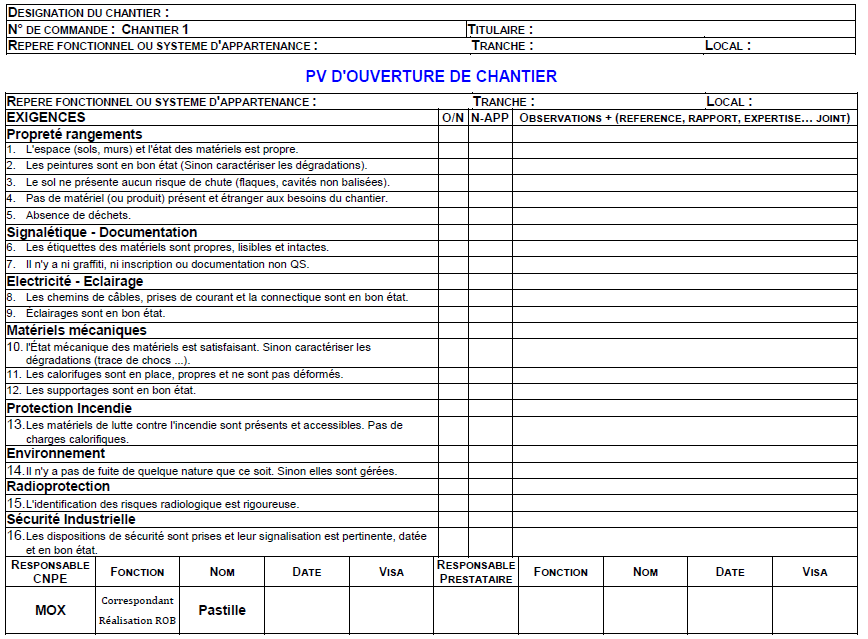 DESIGNATION DU CHANTIER :
N° DE COMMANDE : CHANTIER 1 TITULAIRE :
REPERE FONCTIONNEL OU SYSTEME D'APPARTENANCE : TRANCHE : LOCAL :
PV D'OUVERTURE DE CHANTIER
REPERE FONCTIONNEL OU SYSTEME D'APPARTENANCE : TRANCHE : LOCAL :
EXIGENCES O/N N-APP OBSERVATIONS + (REFERENCE, RAPPORT, EXPERTISE... JOINT)
Propreté rangements
1. L'espace (sols, murs) et l'état des matériels est propre.
2. Les peintures sont en bon état (Sinon caractériser les dégradations).
3. Le sol ne présente aucun risque de chute (flaques, cavités non balisées).
4. Pas de matériel (ou produit) présent et étranger aux besoins du chantier.
5. Absence de déchets.
Signalétique - Documentation
6. Les étiquettes des matériels sont propres, lisibles et intactes.
7. Il n'y a ni graffiti, ni inscription ou documentation non QS.
Electricité - Eclairage
8. Les chemins de câbles, prises de courant et la connectique sont en bon état.
9. Éclairages sont en bon état.
Matériels mécaniques
10. l'État mécanique des matériels est satisfaisant. Sinon caractériser les
dégradations (trace de chocs ...).
11. Les calorifuges sont en place, propres et ne sont pas déformés.
12. Les supportages sont en bon état.
Protection Incendie
13. Les matériels de lutte contre l'incendie sont présents et accessibles. Pas de
charges calorifiques.
Environnement
14. Il n'y a pas de fuite de quelque nature que ce soit. Sinon elles sont gérées.
Radioprotection
15. L'identification des risques radiologique est rigoureuse.
Sécurité Industrielle
16. Les dispositions de sécurité sont prises et leur signalisation est pertinente, datée
et en bon état.
RESPONSABLE CNPE FONCTION NOM DATE VISA RESPONSABLE PRESTATAIRE FONCTION NOM DATE VISA
MOX Correspondant Réalisation ROB Pastille